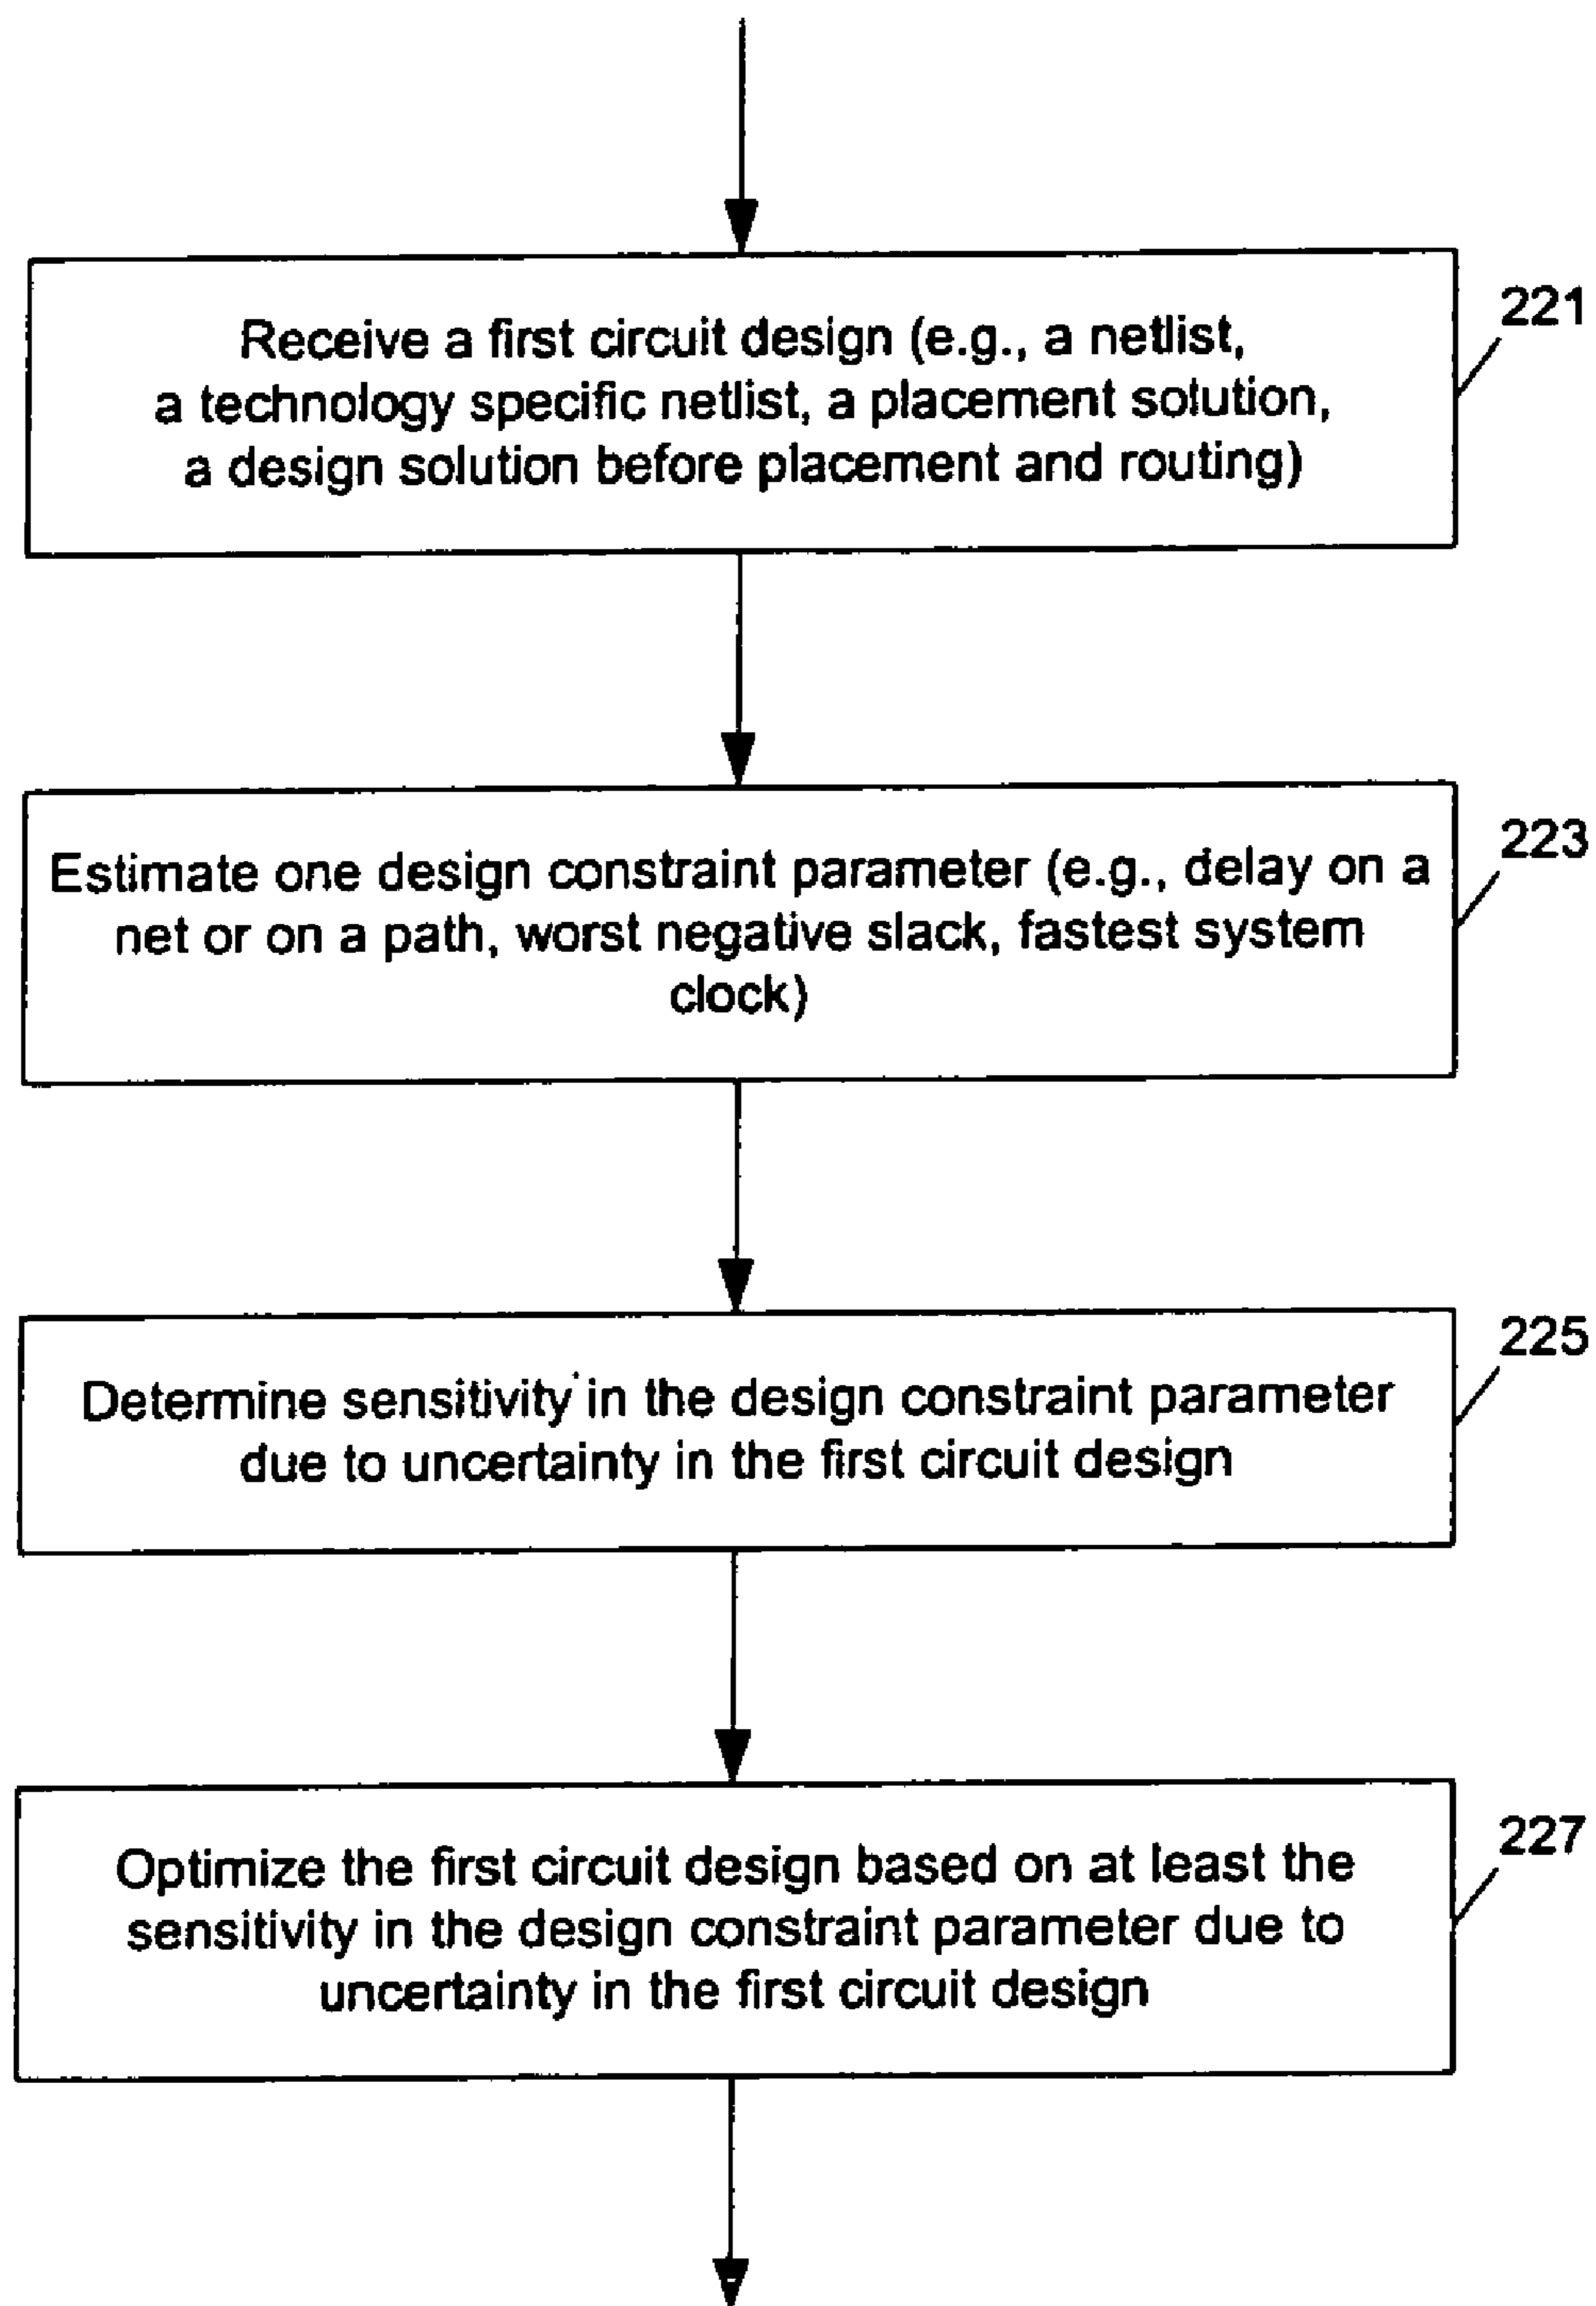 Receive a first circuit design (e.g., a netlist,
a technology specific netlist, a placement solution,
a design solution before placement and routing)
221
Estimate one design constraint parameter (e.g., delay on a
net or on a path, worst negative slack, fastest system
clock)
223
Determine sensitivity in the design constraint parameter
due to uncertainty in the first circuit design
225
Optimize the first circuit design based on at least the
sensitivity in the design constraint parameter due to
uncertainty in the first circuit design
227